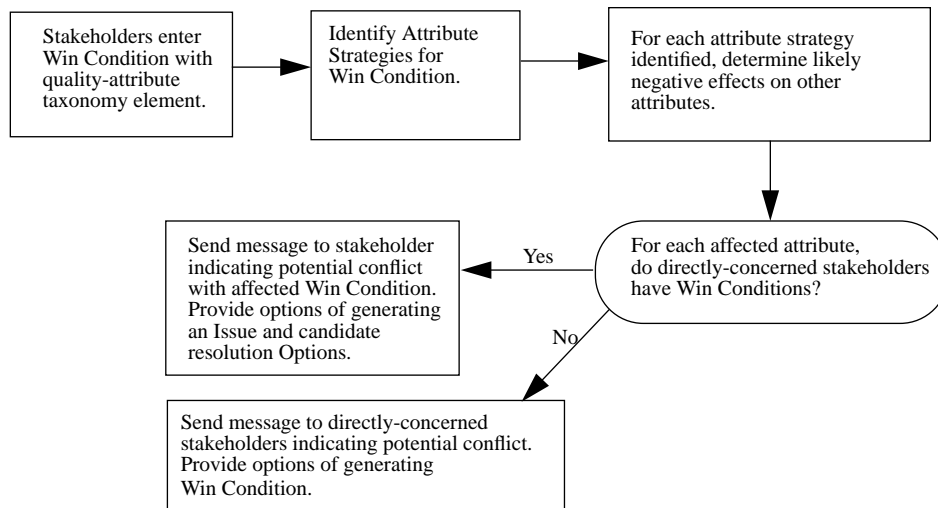 Stakeholders enter
Win Condition with
quality-attribute
taxonomy element.
Identify Attribute
Strategies for
Win Condition.
For each attribute strategy
identified, determine likely
negative effects on other
attributes.
For each affected attribute,
do directly-concerned stakeholders
have Win Conditions?
Yes
Send message to stakeholder
indicating potential conflict
with affected Win Condition.
Provide options of generating
an Issue and candidate
resolution Options.
No
Send message to directly-concerned
stakeholders indicating potential conflict.
Provide options of generating
Win Condition.